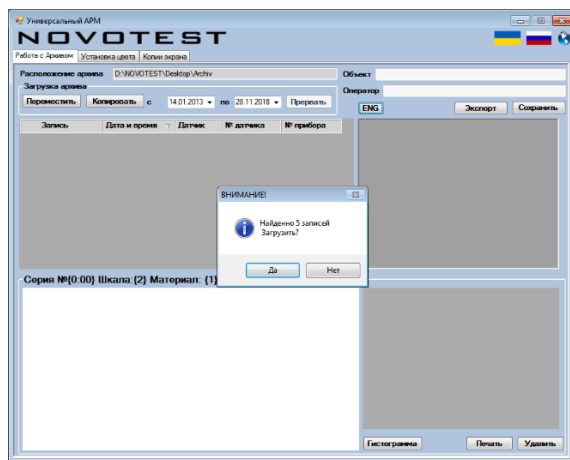 Универсальный АРМ
NOVOTEST
Работа с Архивом Установка цвета Копии экрана
Расположение архива D:\NOVOTEST\Desktop\Archiv Объект
Загрузка архива Оператор
Переместить Копировать с 14.01.2013 по 28.11.2018 Прервать ENG Экспорт Сохранить
Запись Дата и время Датчик № датчика № прибора
ВНИМАНИЕ!
Найденно 5 записей
Загрузить?
Да Нет
Серия №{0:00} Шкала:{2} Материал: {1}
Гистограмма Печать Удалить